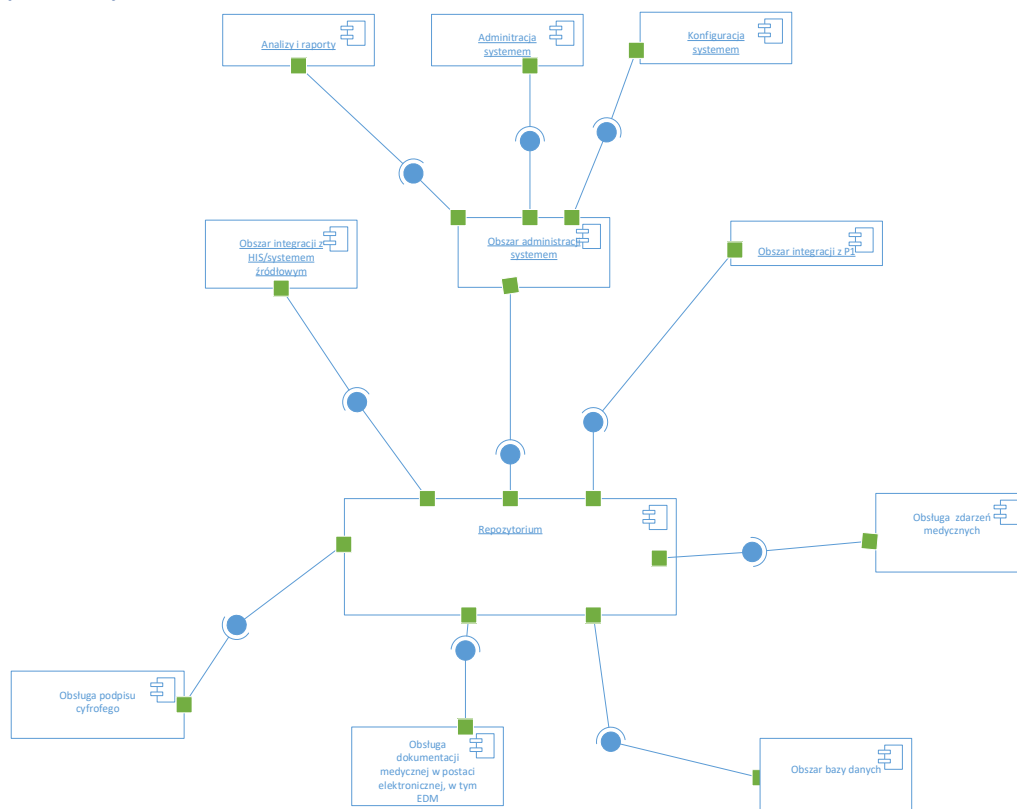 Analizy i raporty
Adminitracja
systemem
Konfiguracja
systemem
Obszar integracji z
HIS/systemem
źródłowym
Obszar administracji
systemem
Obszar integracji z P1
Repozytorium
Obsługa zdarzeń
medycznych
Obsługa podpisu
cyfrofego
Obsługa
dokumentacji
medycznej w postaci
elektronicznej, w tym
EDM
Obszar bazy danych